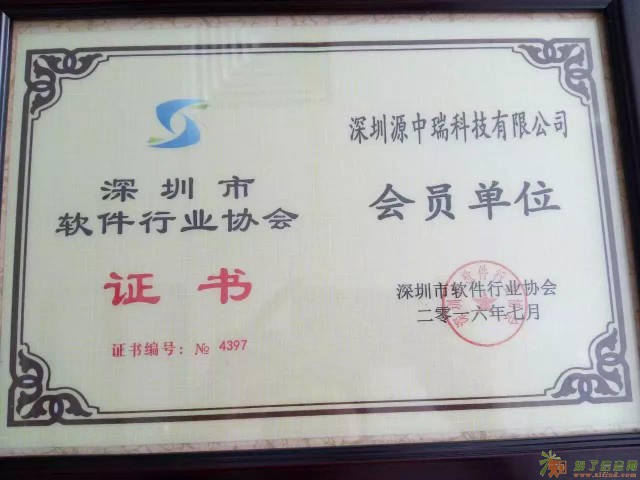 深圳市
软件行业协会
证书
证书编号：№ 4397
深圳源中瑞科技有限公司
会员单位
深圳市软件行业协会
二零一六年七月